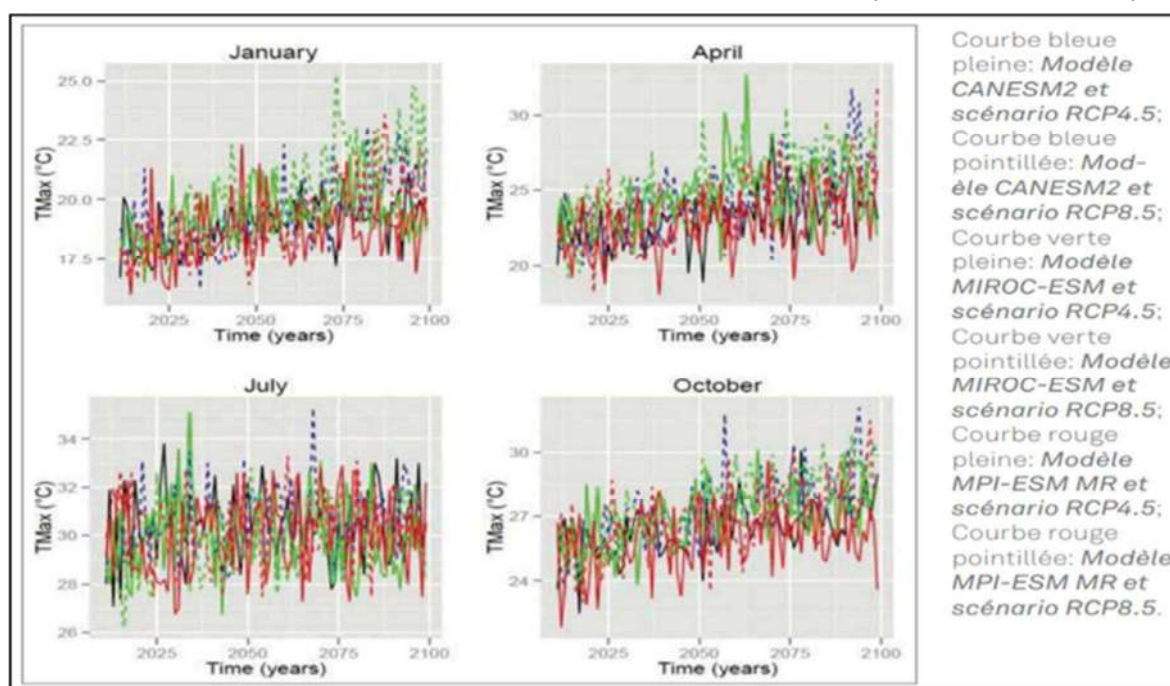 January
TMax (°C)
25.0
22.5
20.0
17.5
2025
2050
2075
2100
Time (years)
April
TMax (°C)
30
25
20
2025
2050
2075
2100
Time (years)
July
TMax (°C)
34
32
30
28
26
2025
2050
2075
2100
Time (years)
October
TMax (°C)
30
27
24
2025
2050
2075
2100
Time (years)
Courbe bleue
pleine: Modèle
CANESM2 et
scénario RCP4.5;
Courbe bleue
pointillée: Mod-
èle CANESM2 et
scénario RCP8.5;
Courbe verte
pleine: Modèle
MIROC-ESM et
scénario RCP4.5;
Courbe verte
pointillée: Modèle
MIROC-ESM et
scénario RCP8.5;
Courbe rouge
pleine: Modèle
MPI-ESM MR et
scénario RCP4.5;
Courbe rouge
pointillée: Modèle
MPI-ESM MR et
scénario RCP8.5.